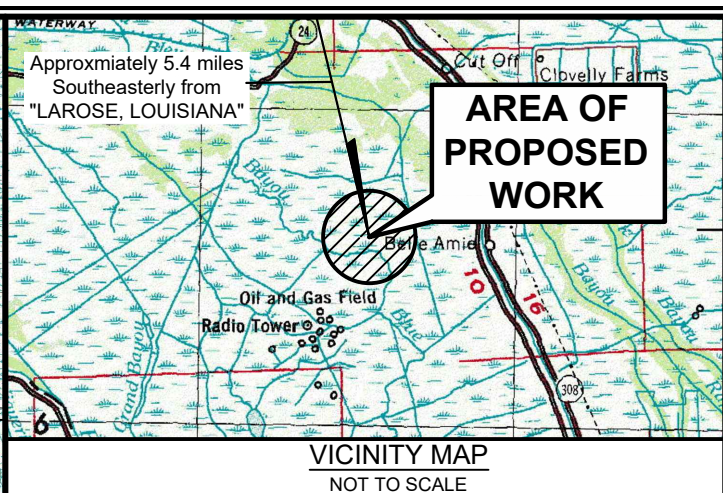 WATERWAY
24
Approxmiately 5.4 miles
Southeasterly from
"LAROSE, LOUISIANA"
Cut Off
Clovelly Farms
AREA OF
PROPOSED
WORK
Bayou
Belle Amie
10
16
Oil and Gas Field
Radio Tower
Grand Bayou
Blue
Bayou
Bayou
308
6
VICINITY MAP
NOT TO SCALE